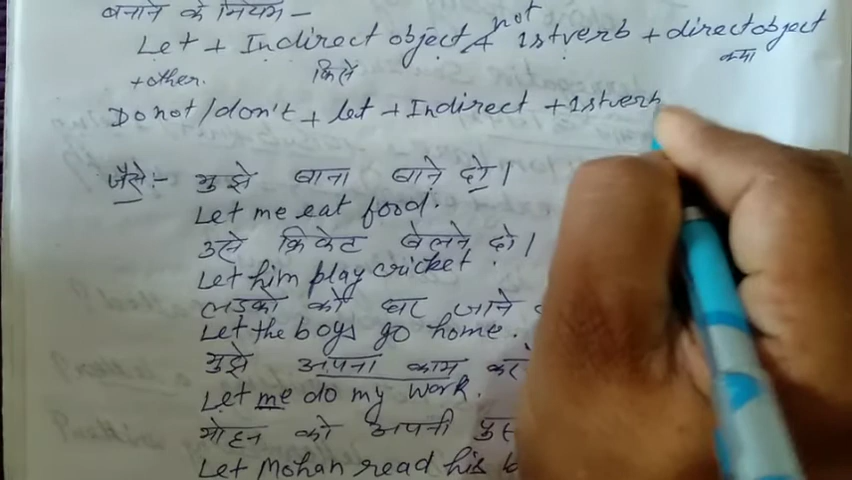 बनाने के नियम -
Let + Indirect object + not 1st verb + direct object
+ other. किसे क्या
Do not / don't + let + Indirect + 1st verb
जैसे :- मुझे खाना खाने दो।
Let me eat food.
उसे क्रिकेट खेलने दो।
Let him play cricket.
लड़को को घर जाने
Let the boys go home.
मुझे अपना काम कर
Let me do my work.
मोहन को अपनी
Let Mohan read his